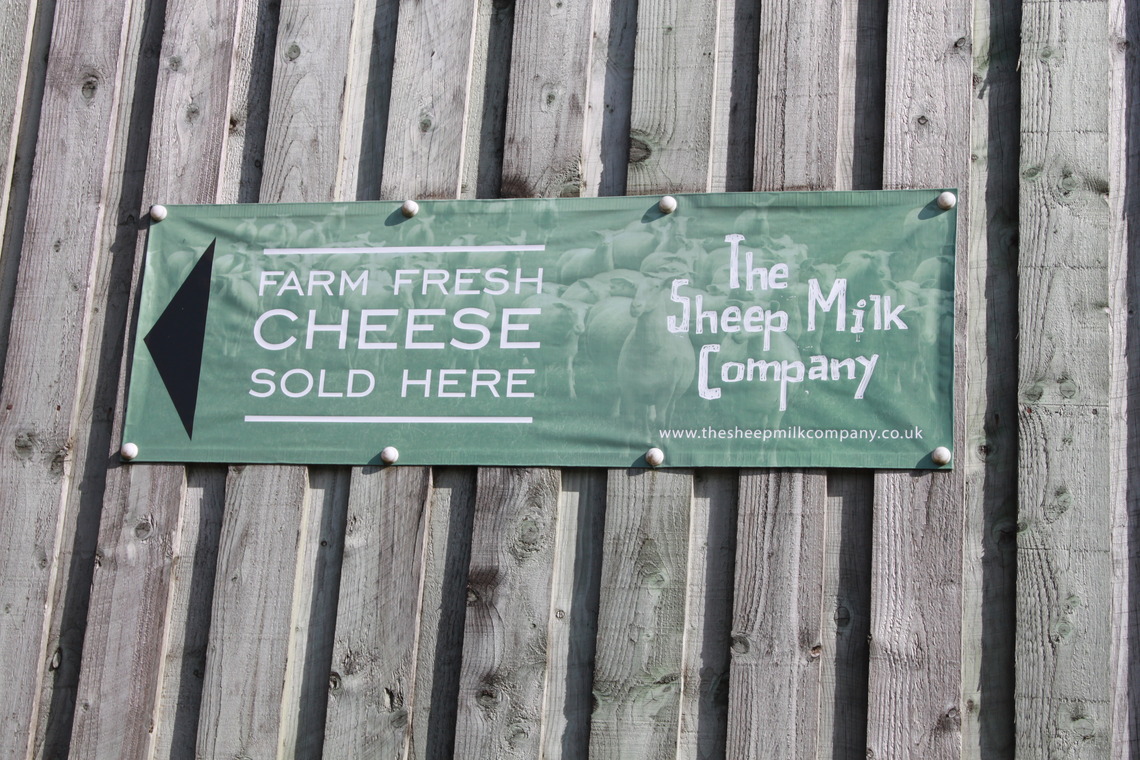 FARM FRESH
CHEESE
SOLD HERE
The
Sheep Milk
Company
www.thesheepmilkcompany.co.uk